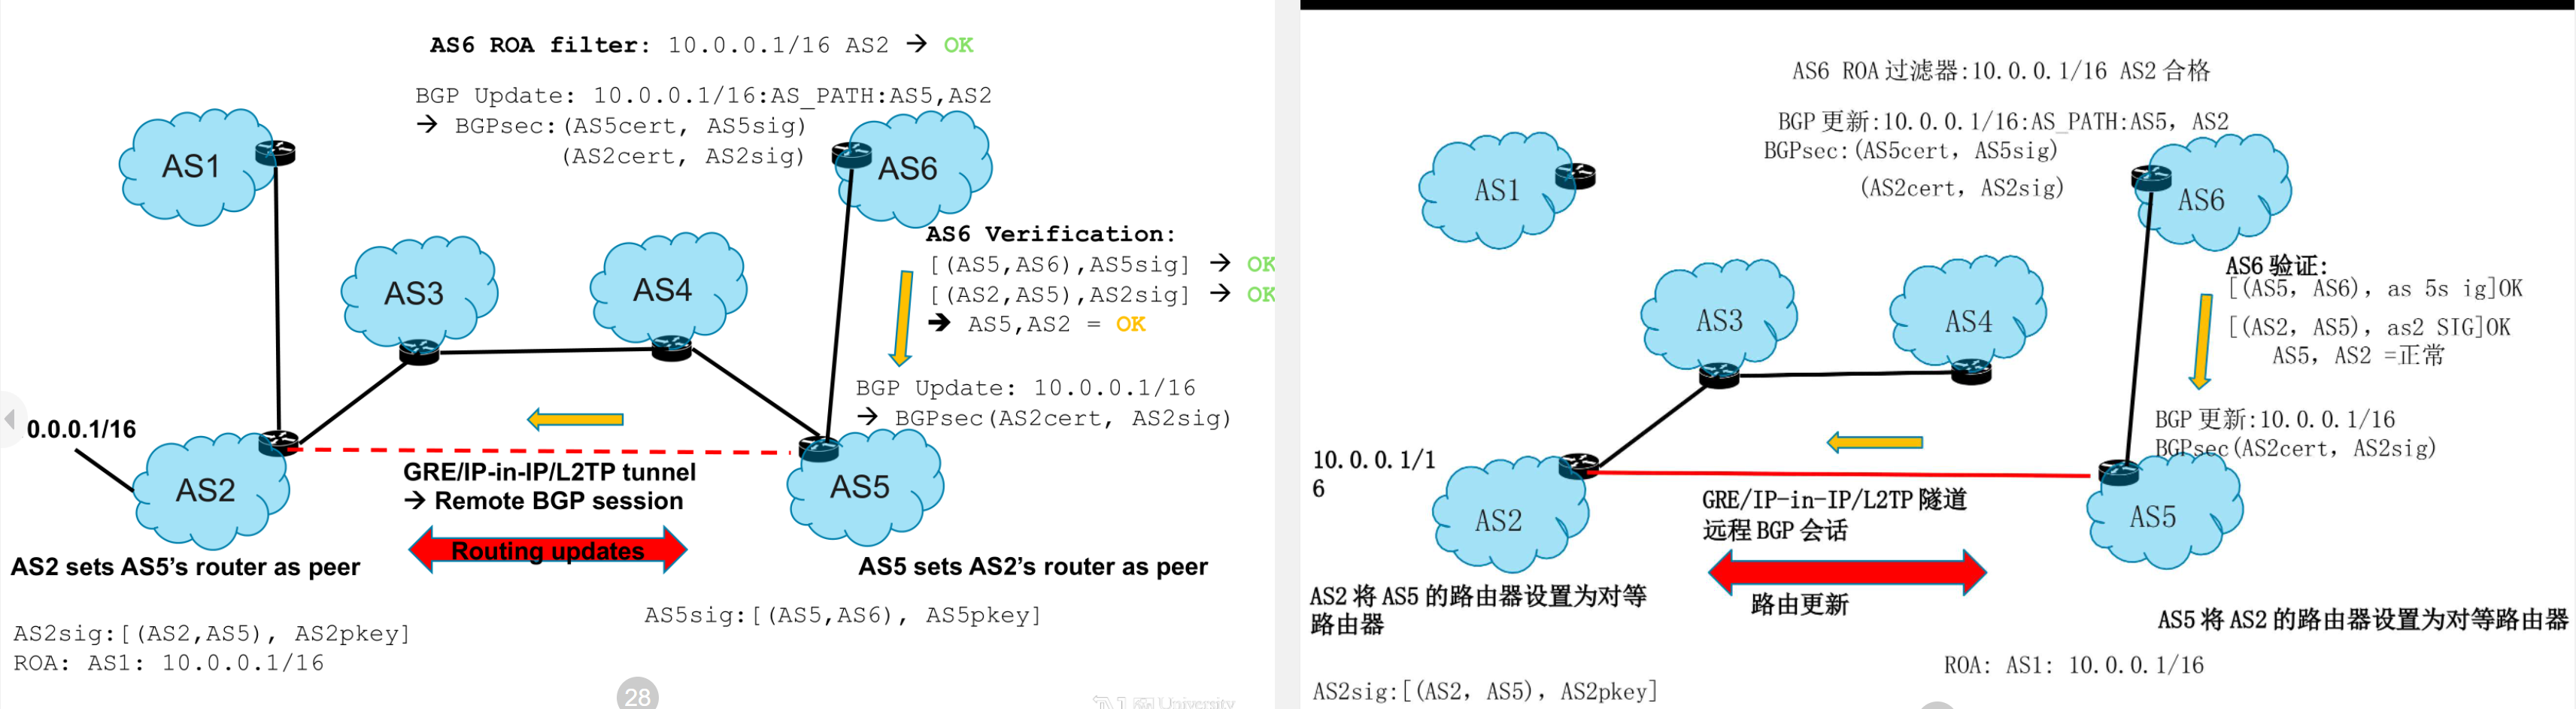 AS6 ROA filter: 10.0.0.1/16 AS2 → OK
BGP Update: 10.0.0.1/16:AS_PATH:AS5,AS2
→ BGPsec:(AS5cert, AS5sig)
(AS2cert, AS2sig)
AS1
AS6
AS6 Verification:
[(AS5,AS6),AS5sig] → OK
[(AS2,AS5),AS2sig] → OK
→ AS5,AS2 = OK
AS3
AS4
BGP Update: 10.0.0.1/16
→ BGPsec(AS2cert, AS2sig)
0.0.0.1/16
AS2
GRE/IP-in-IP/L2TP tunnel
→ Remote BGP session
AS5
Routing updates
AS2 sets AS5's router as peer
AS5 sets AS2's router as peer
AS5sig:[(AS5,AS6), AS5pkey]
AS2sig:[(AS2,AS5), AS2pkey]
ROA: AS1: 10.0.0.1/16
28
University
AS6 ROA 过滤器:10.0.0.1/16 AS2 合格
BGP 更新:10.0.0.1/16:AS_PATH:AS5, AS2
BGPsec:(AS5cert, AS5sig)
(AS2cert, AS2sig)
AS1
AS6
AS6 验证:
[(AS5, AS6), as 5s ig]OK
[(AS2, AS5), as2 SIG]OK
AS5, AS2 =正常
AS3
AS4
BGP 更新:10.0.0.1/16
BGPsec(AS2cert, AS2sig)
10.0.0.1/1
6
AS2
GRE/IP-in-IP/L2TP 隧道
远程 BGP 会话
AS5
路由更新
AS2 将 AS5 的路由器设置为对等
路由器
AS5 将 AS2 的路由器设置为对等路由器
ROA: AS1: 10.0.0.1/16
AS2sig:[(AS2, AS5), AS2pkey]